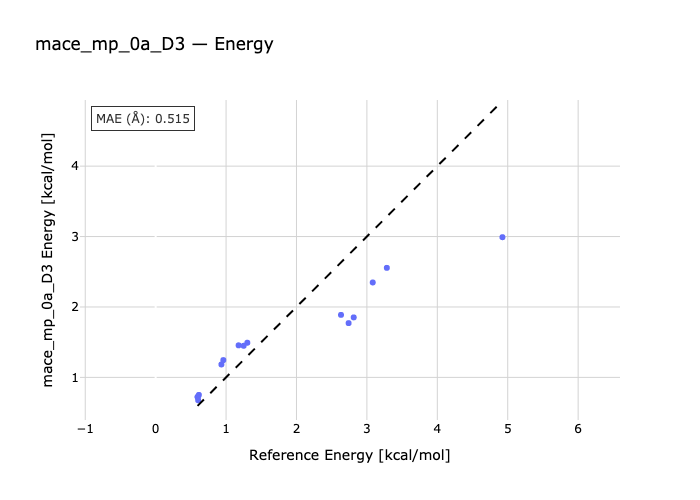 mace_mp_0a_D3 — Energy
MAE (Å): 0.515
mace_mp_0a_D3 Energy [kcal/mol]
4
3
2
1
−1 0 1 2 3 4 5 6
Reference Energy [kcal/mol]